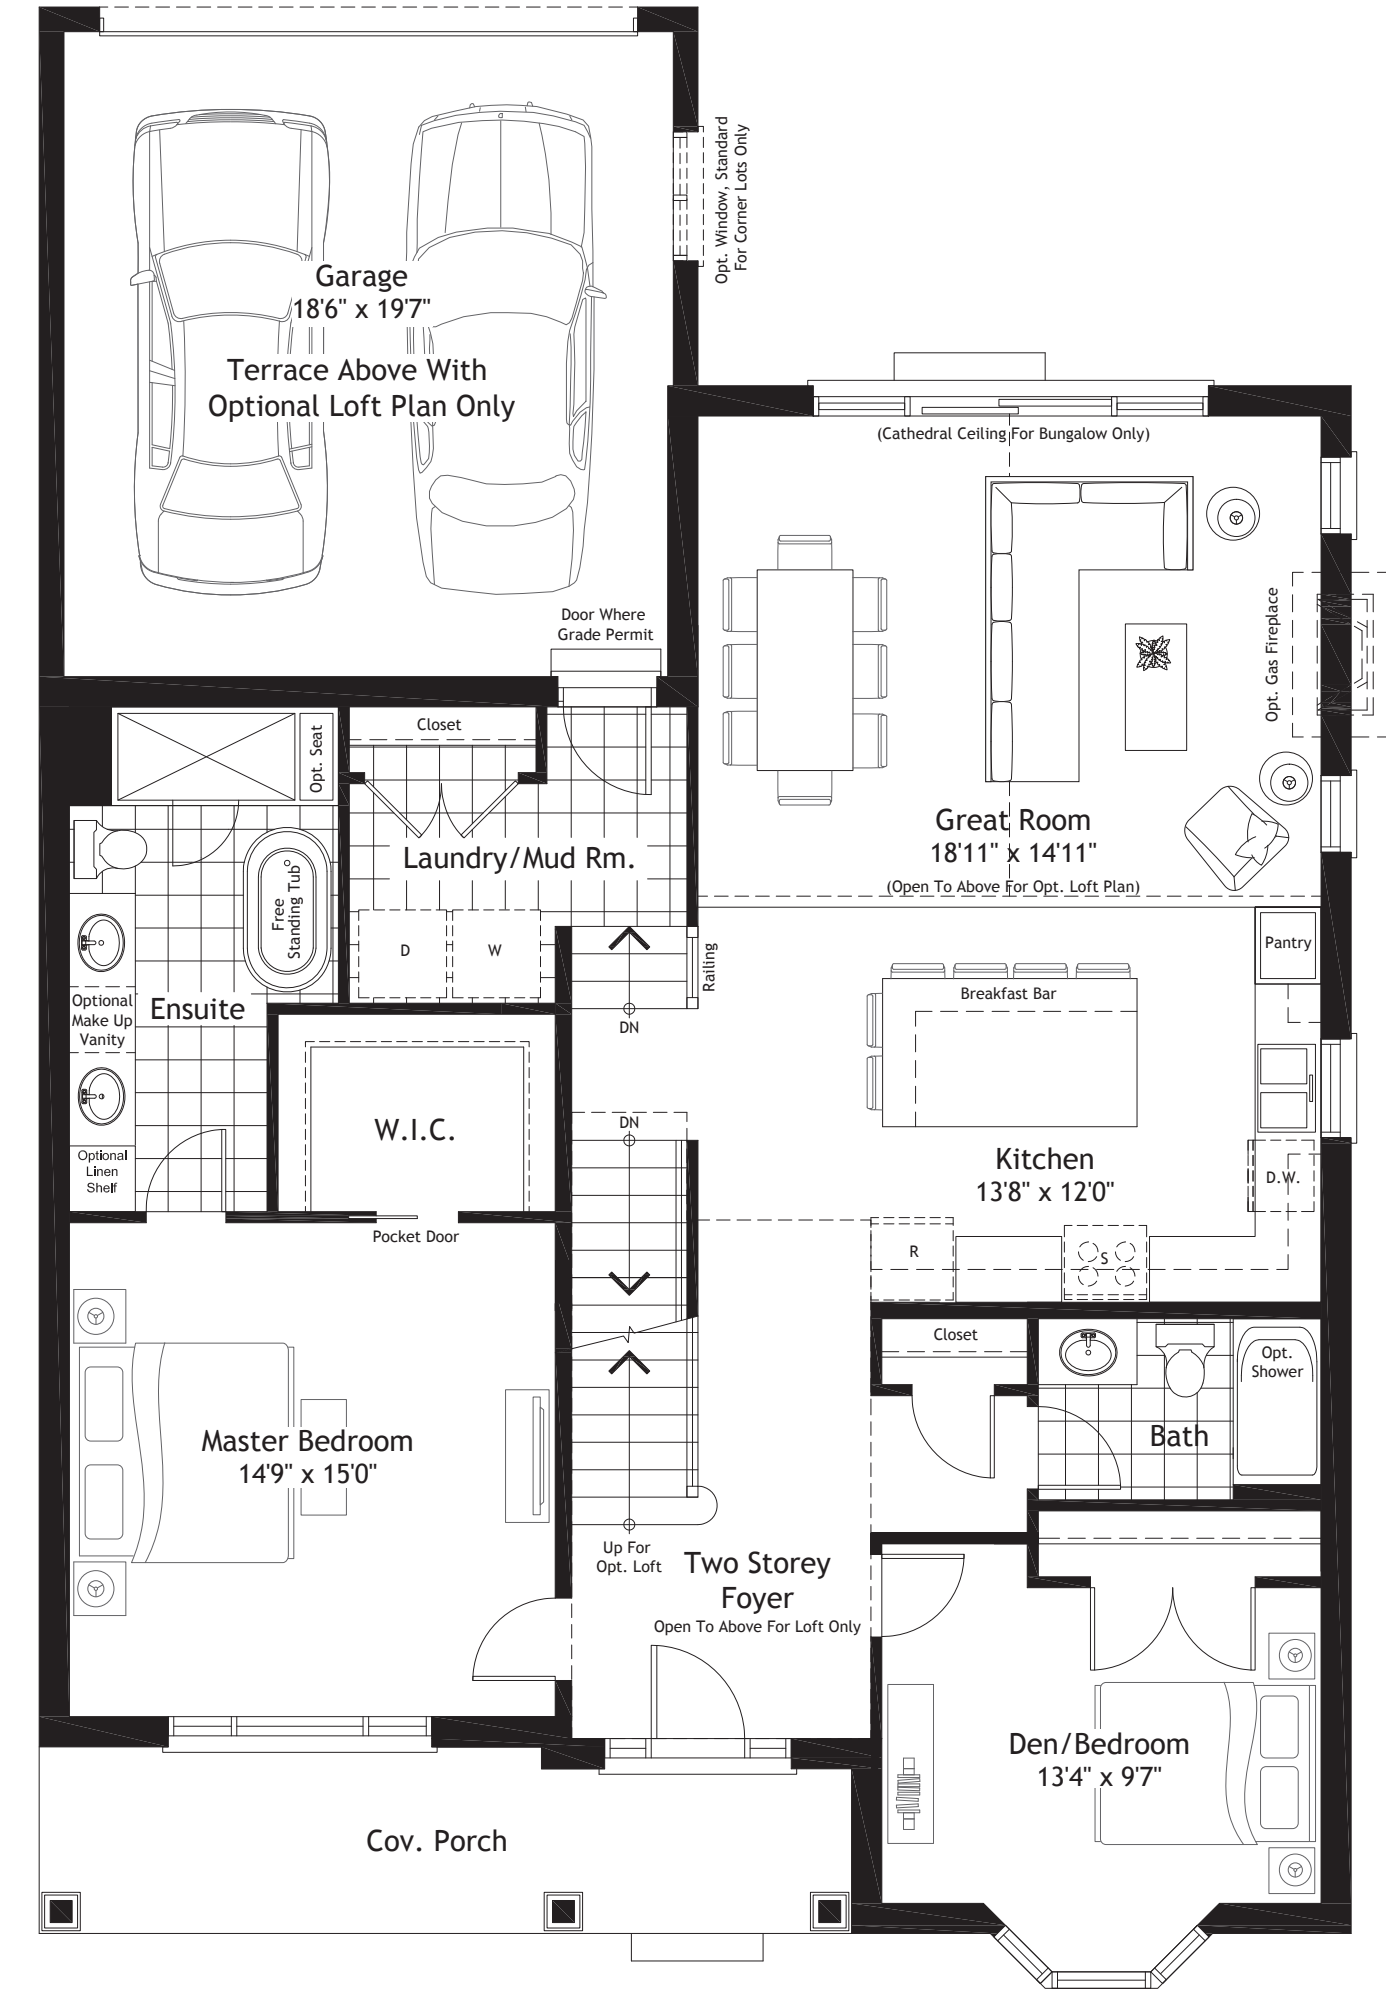 Opt. Window, Standard
For Corner Lots Only
Garage
18'6" x 19'7"
Terrace Above With
Optional Loft Plan Only
(Cathedral Ceiling For Bungalow Only)
Door Where
Grade Permit
Opt. Gas Fireplace
Closet
Opt. Seat
Great Room
18'11" x 14'11"
(Open To Above For Opt. Loft Plan)
Laundry/Mud Rm.
Free
Standing Tub
D
W
Railing
Pantry
Breakfast Bar
Ensuite
Optional
Make Up
Vanity
DN
W.I.C.
DN
Optional
Linen
Shelf
Kitchen
13'8" x 12'0"
D.W.
Pocket Door
R
S
Closet
Opt.
Shower
Bath
Master Bedroom
14'9" x 15'0"
Up For
Opt. Loft
Two Storey
Foyer
Open To Above For Loft Only
Den/Bedroom
13'4" x 9'7"
Cov. Porch